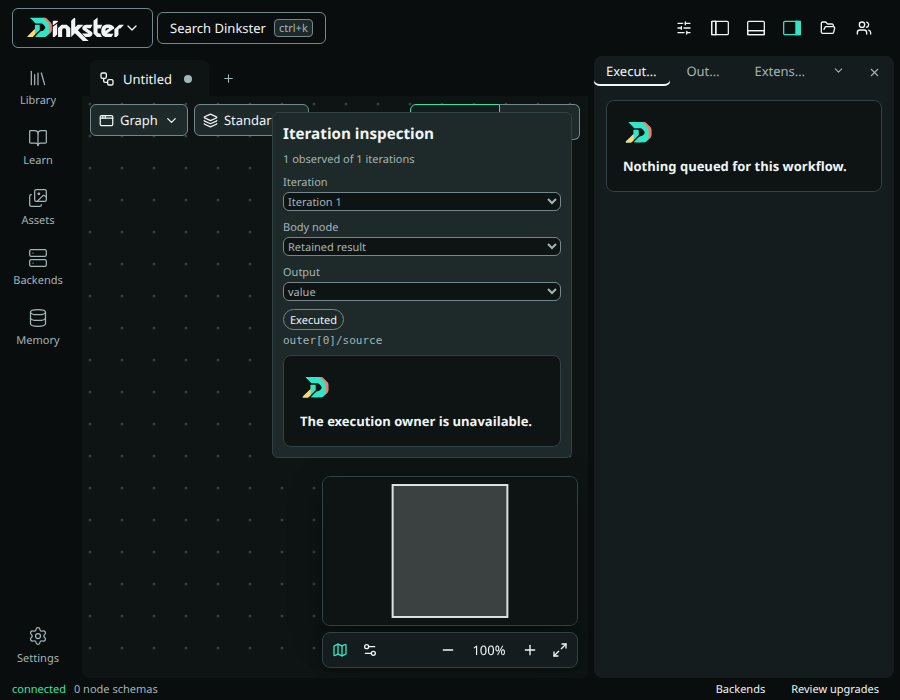 Dinkster
Search Dinkster ctrl+k
Library
Learn
Assets
Backends
Memory
Settings
Untitled
Graph
Standar
Iteration inspection
1 observed of 1 iterations
Iteration
Iteration 1
Body node
Retained result
Output
value
Executed
outer[0]/source
The execution owner is unavailable.
100%
Execut...
Out...
Extens...
Nothing queued for this workflow.
connected 0 node schemas
Backends
Review upgrades